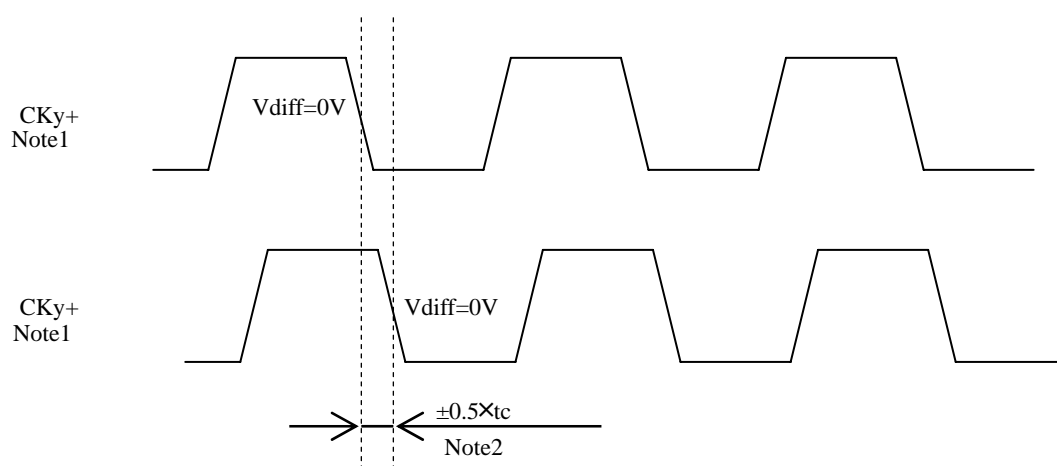 CKy+
Note1
Vdiff=0V
CKy+
Note1
Vdiff=0V
±0.5×tc
Note2